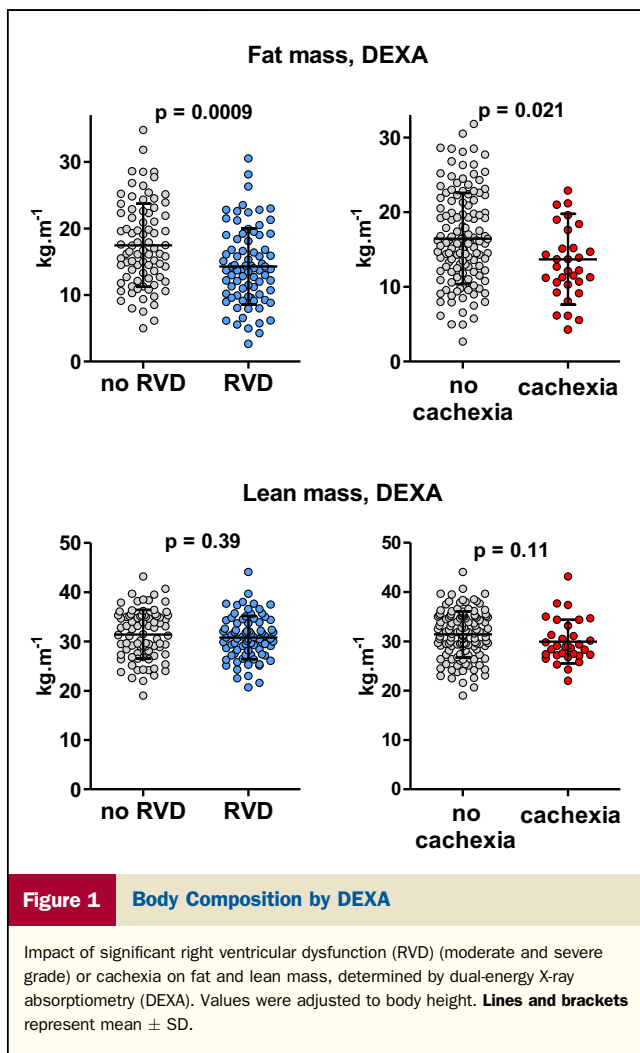 Fat mass, DEXA
p = 0.0009
kg.m-1
30
20
10
0
no RVD
RVD
p = 0.021
kg.m-1
30
20
10
0
no
cachexia
cachexia
Lean mass, DEXA
p = 0.39
kg.m-1
50
40
30
20
10
0
no RVD
RVD
p = 0.11
kg.m-1
50
40
30
20
10
0
no
cachexia
cachexia
Figure 1 Body Composition by DEXA
Impact of significant right ventricular dysfunction (RVD) (moderate and severe
grade) or cachexia on fat and lean mass, determined by dual-energy X-ray
absorptiometry (DEXA). Values were adjusted to body height. Lines and brackets
represent mean ± SD.